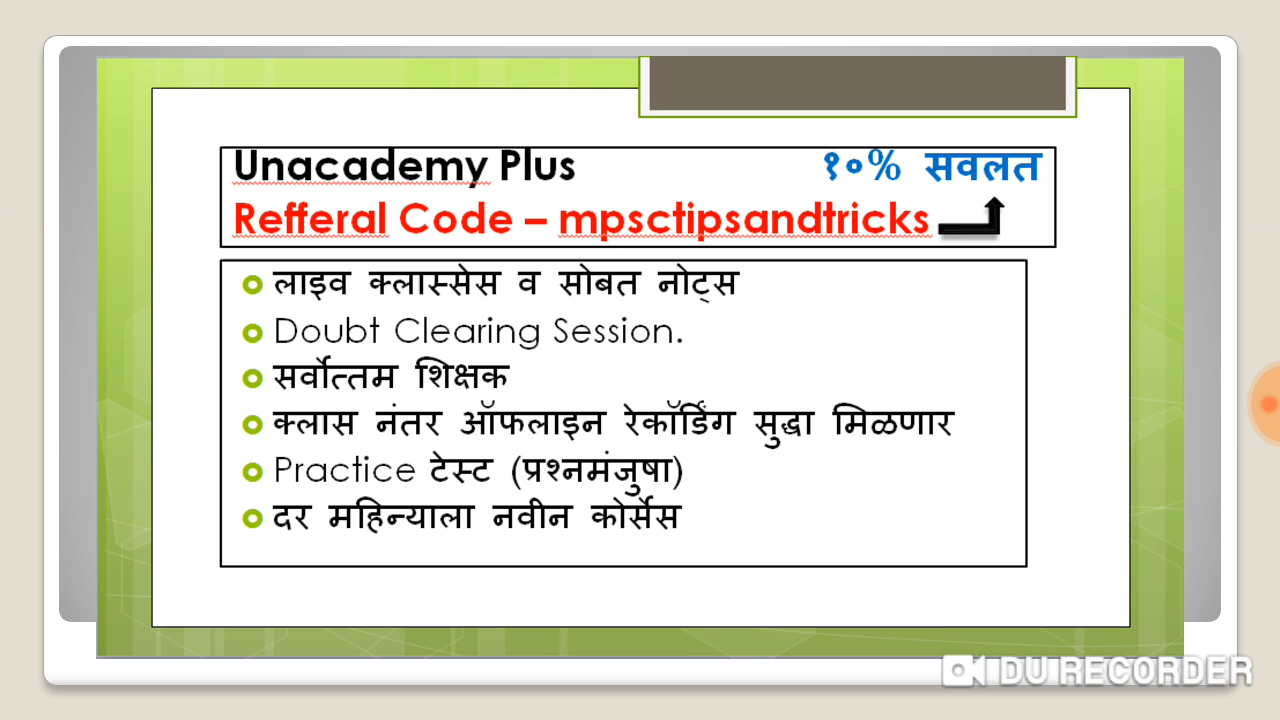 Unacademy Plus १०% सवलत
Refferal Code – mpsctipsandtricks
लाइव क्लास्सेस व सोबत नोट्स
Doubt Clearing Session.
सर्वोत्तम शिक्षक
क्लास नंतर ऑफलाइन रेकॉर्डिंग सुद्धा मिळणार
Practice टेस्ट (प्रश्नमंजुषा)
दर महिन्याला नवीन कोर्सेस
DU RECORDER